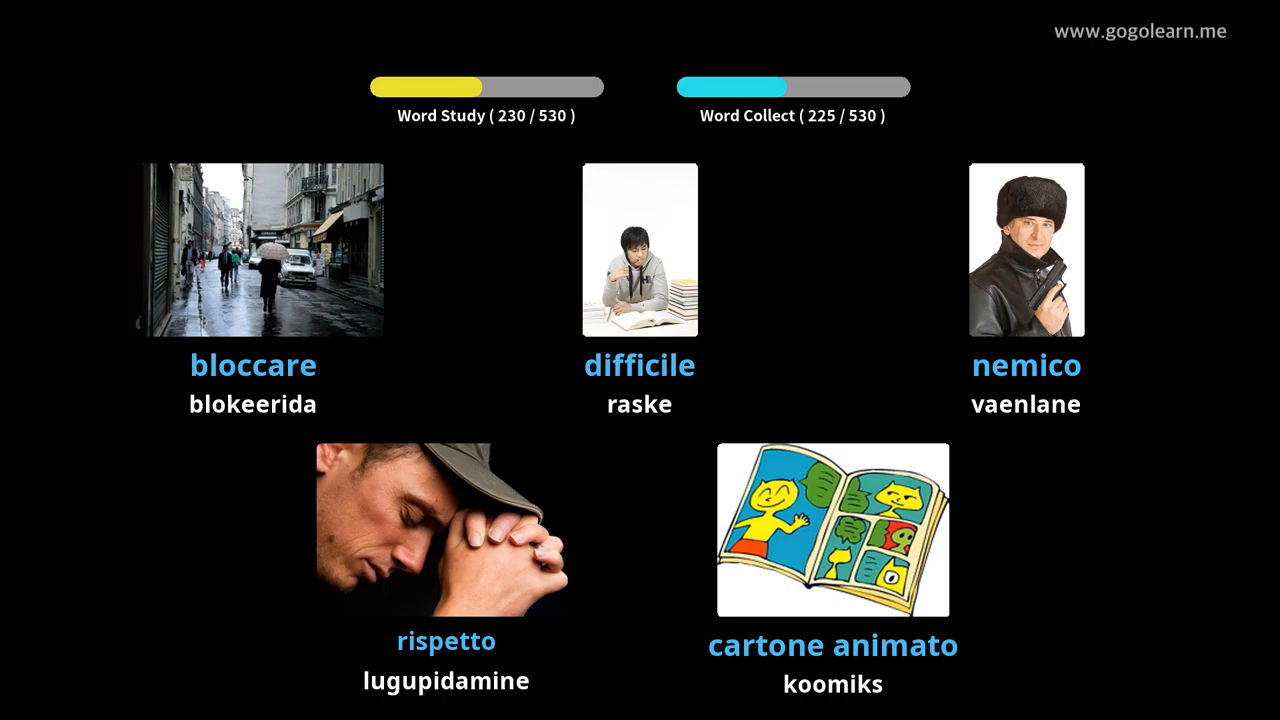 www.gogolearn.me
Word Study ( 230 / 530 )
Word Collect ( 225 / 530 )
bloccare
blokeerida
difficile
raske
nemico
vaenlane
rispetto
lugupidamine
cartone animato
koomiks